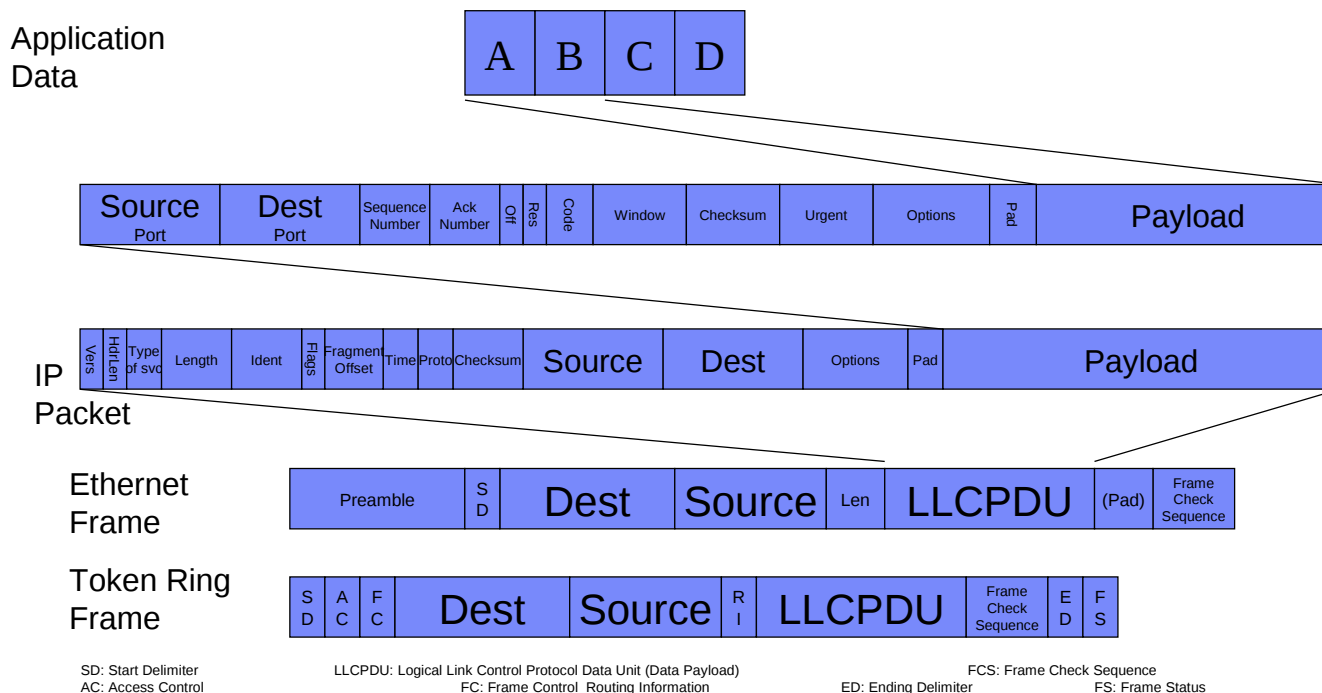 Application
Data
A B C D
Source
Port
Dest
Port
Sequence
Number
Ack
Number
Off
Res
Code
Window
Checksum
Urgent
Options
Pad
Payload
IP
Packet
Vers
HdrLen
Type
of svc
Length
Ident
Flags
Fragment
Offset
Time
Proto
Checksum
Source
Dest
Options
Pad
Payload
Ethernet
Frame
Preamble
S
D
Dest
Source
Len
LLCPDU
(Pad)
Frame
Check
Sequence
Token Ring
Frame
S
D
A
C
F
C
Dest
Source
R
I
LLCPDU
Frame
Check
Sequence
E
D
F
S
SD: Start Delimiter
LLCPDU: Logical Link Control Protocol Data Unit (Data Payload)
FCS: Frame Check Sequence
AC: Access Control
FC: Frame Control Routing Information
ED: Ending Delimiter
FS: Frame Status